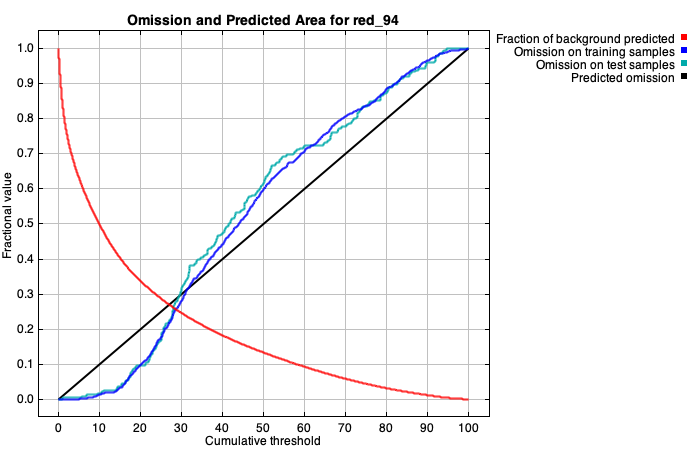 Omission and Predicted Area for red_94
Fraction of background predicted
Omission on training samples
Omission on test samples
Predicted omission
Fractional value
1.0
0.9
0.8
0.7
0.6
0.5
0.4
0.3
0.2
0.1
0.0
0 10 20 30 40 50 60 70 80 90 100
Cumulative threshold